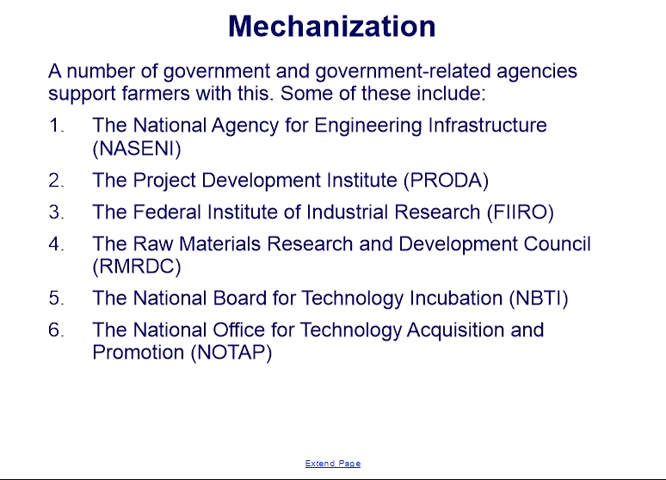 Mechanization
A number of government and government-related agencies
support farmers with this. Some of these include:
1. The National Agency for Engineering Infrastructure
(NASENI)
2. The Project Development Institute (PRODA)
3. The Federal Institute of Industrial Research (FIIRO)
4. The Raw Materials Research and Development Council
(RMRDC)
5. The National Board for Technology Incubation (NBTI)
6. The National Office for Technology Acquisition and
Promotion (NOTAP)
Extend Page